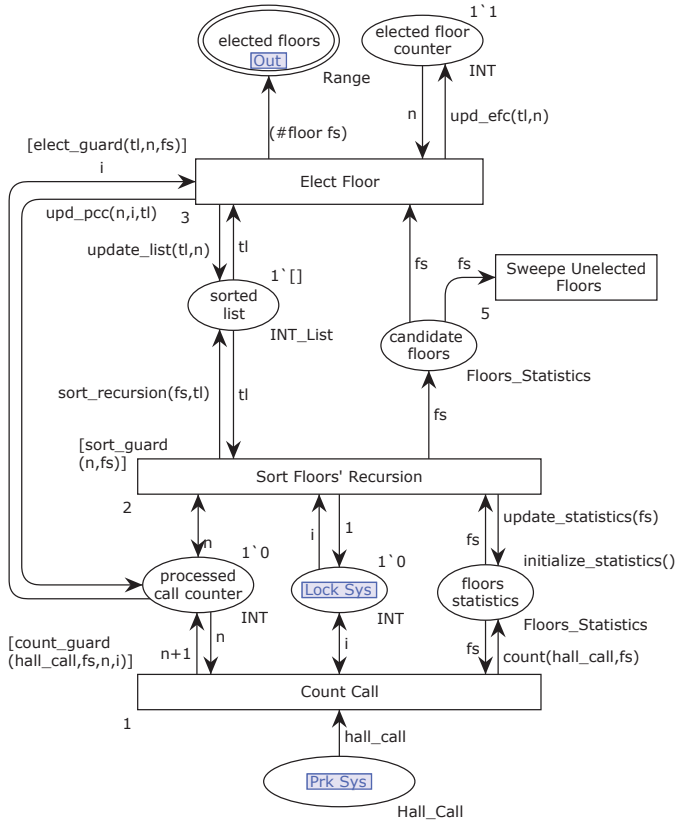 1`1
elected floors
Out
elected floor
counter
Range
INT
n
upd_efc(tl,n)
(#floor fs)
[elect_guard(tl,n,fs)]
i
Elect Floor
upd_pcc(n,i,tl)
3
update_list(tl,n)
tl
fs
fs
Sweepe Unelected
Floors
1`[]
sorted
list
5
INT_List
candidate
floors
Floors_Statistics
sort_recursion(fs,tl)
tl
fs
[sort_guard
(n,fs)]
Sort Floors' Recursion
2
n
i
1
fs
update_statistics(fs)
1`0
1`0
initialize_statistics()
processed
call counter
Lock Sys
floors
statistics
INT
INT
Floors_Statistics
[count_guard
(hall_call,fs,n,i)]
n+1
n
i
fs
count(hall_call,fs)
Count Call
1
hall_call
Prk Sys
Hall_Call